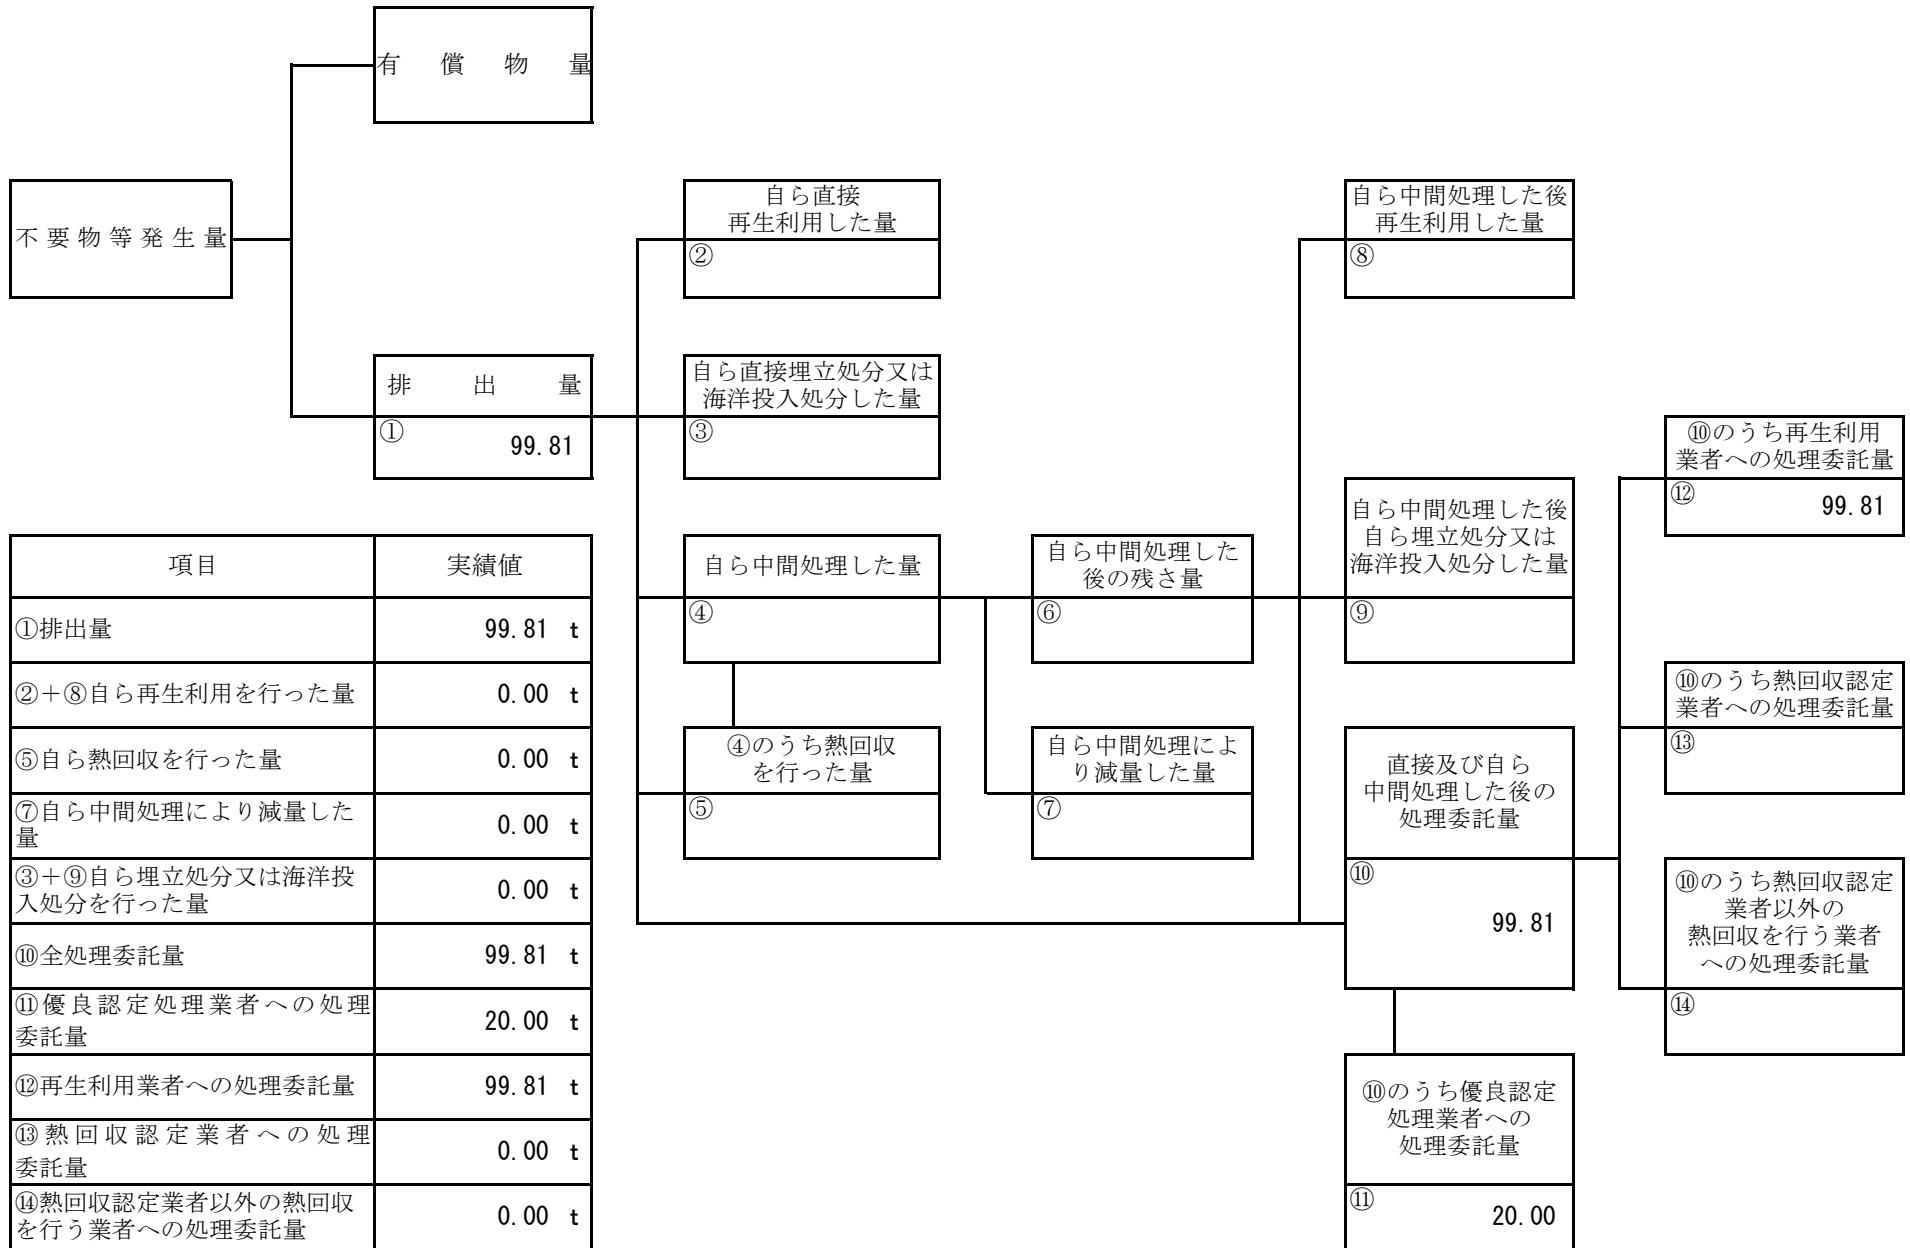 有償物量
不要物等発生量
自ら直接
再生利用した量
②
自ら中間処理した後
再生利用した量
⑧
排出量
①
99.81
自ら直接埋立処分又は
海洋投入処分した量
③
⑩のうち再生利用
業者への処理委託量
⑫
99.81
自ら中間処理した量
④
自ら中間処理した
後の残さ量
⑥
自ら中間処理した後
自ら埋立処分又は
海洋投入処分した量
⑨
⑩のうち熱回収認定
業者への処理委託量
⑬
④のうち熱回収
を行った量
⑤
自ら中間処理によ
り減量した量
⑦
直接及び自ら
中間処理した後の
処理委託量
⑩
99.81
⑩のうち熱回収認定
業者以外の
熱回収を行う業者
への処理委託量
⑭
⑩のうち優良認定
処理業者への
処理委託量
⑪
20.00
項目 実績値
①排出量 99.81 t
②+⑧自ら再生利用を行った量 0.00 t
⑤自ら熱回収を行った量 0.00 t
⑦自ら中間処理により減量した
量 0.00 t
③+⑨自ら埋立処分又は海洋投
入処分を行った量 0.00 t
⑩全処理委託量 99.81 t
⑪優良認定処理業者への処理
委託量 20.00 t
⑫再生利用業者への処理委託量 99.81 t
⑬熱回収認定業者への処理
委託量 0.00 t
⑭熱回収認定業者以外の熱回収
を行う業者への処理委託量 0.00 t